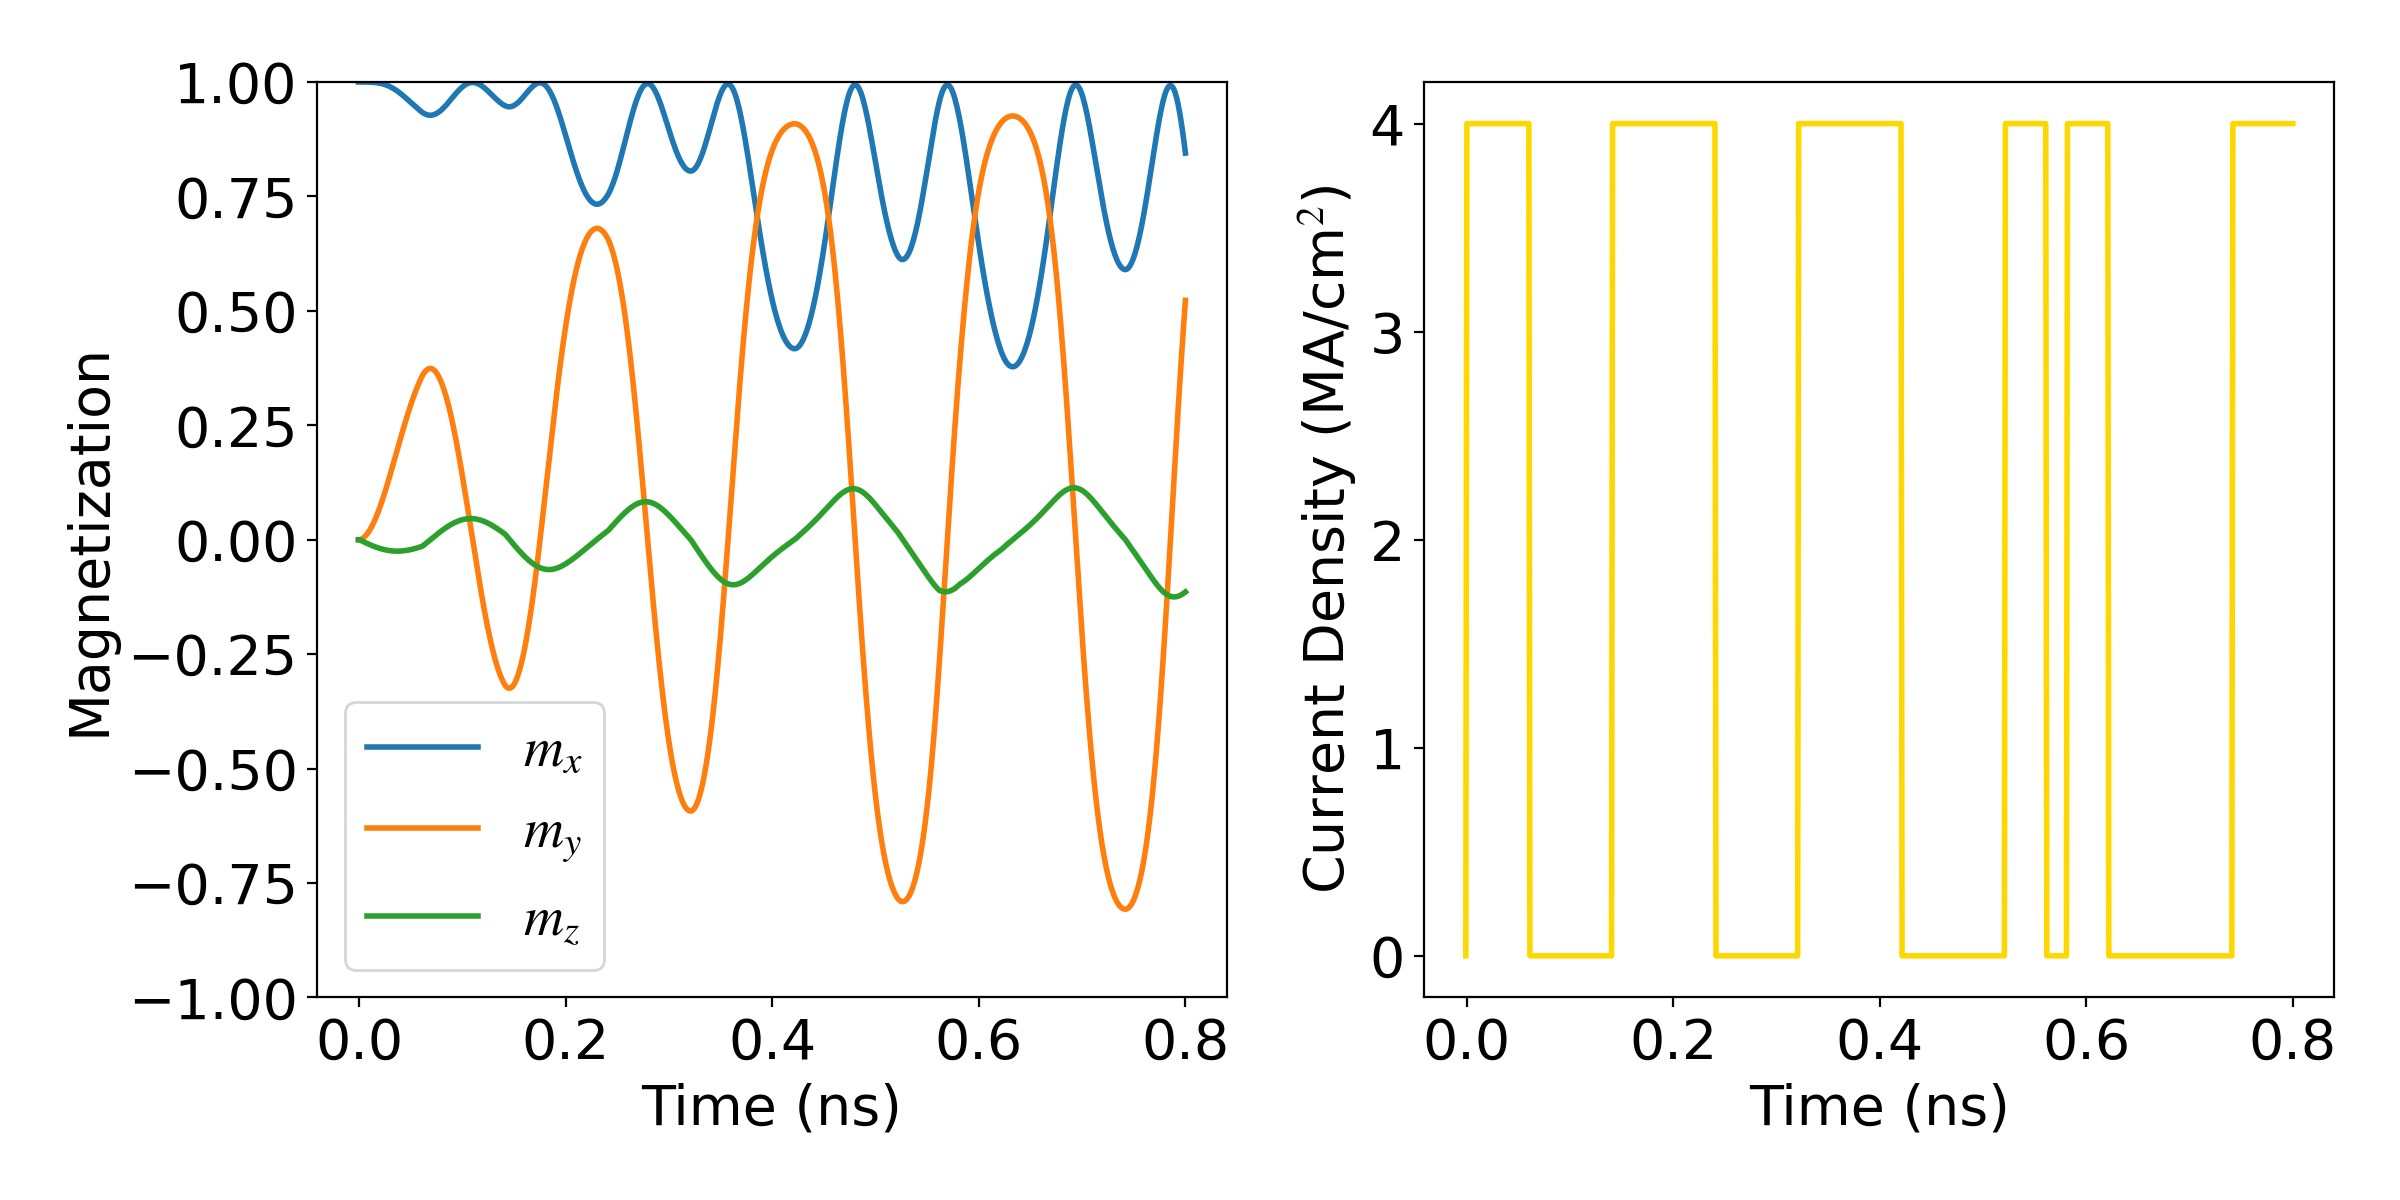 Magnetization
1.00
0.75
0.50
0.25
0.00
−0.25
−0.50
−0.75
−1.00
m_x
m_y
m_z
0.0 0.2 0.4 0.6 0.8
Time (ns)
Current Density (MA/cm²)
4
3
2
1
0
0.0 0.2 0.4 0.6 0.8
Time (ns)